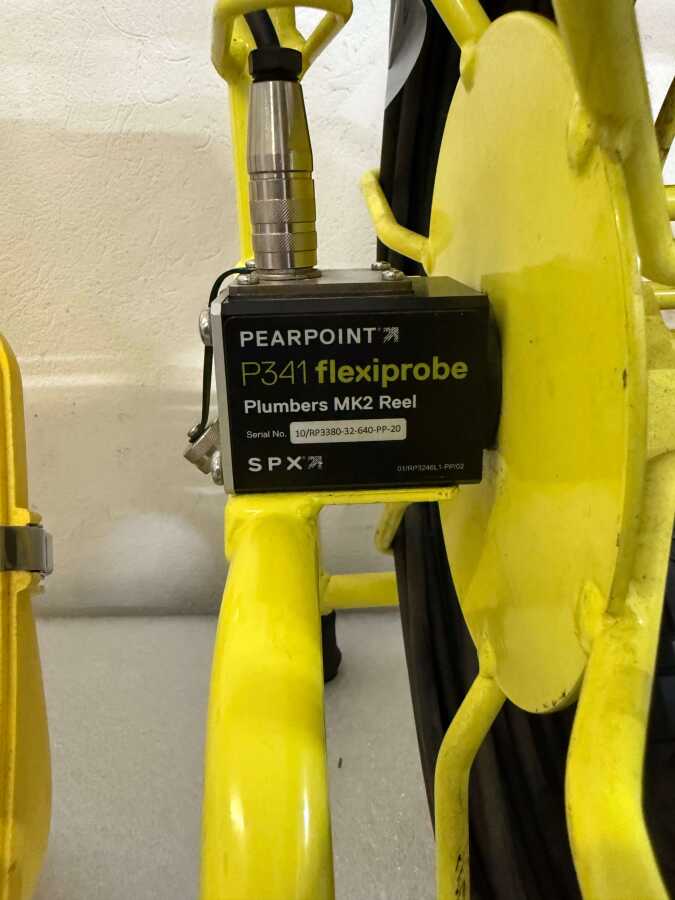 PEARPOINT®
P341 flexiprobe
Plumbers MK2 Reel
Serial No. 10/RP3380-32-640-PP-20
SPX®
01/RP3246L1-PP/02